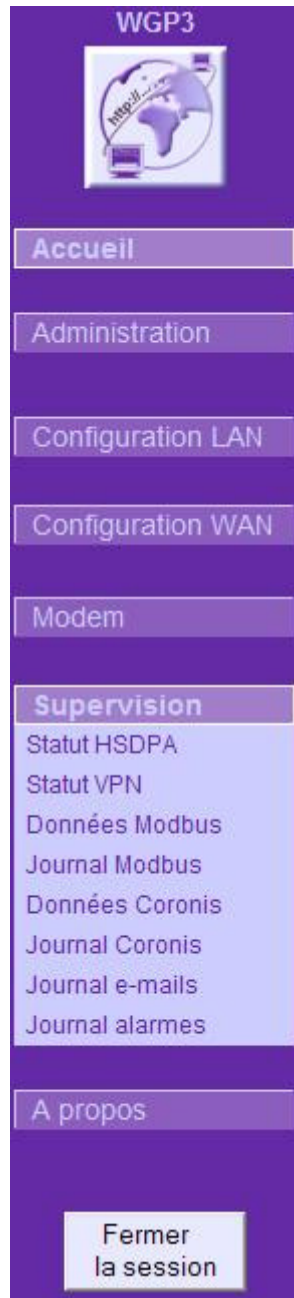 WGP3
http://.....
Accueil
Administration
Configuration LAN
Configuration WAN
Modem
Supervision
Statut HSDPA
Statut VPN
Données Modbus
Journal Modbus
Données Coronis
Journal Coronis
Journal e-mails
Journal alarmes
A propos
Fermer
la session